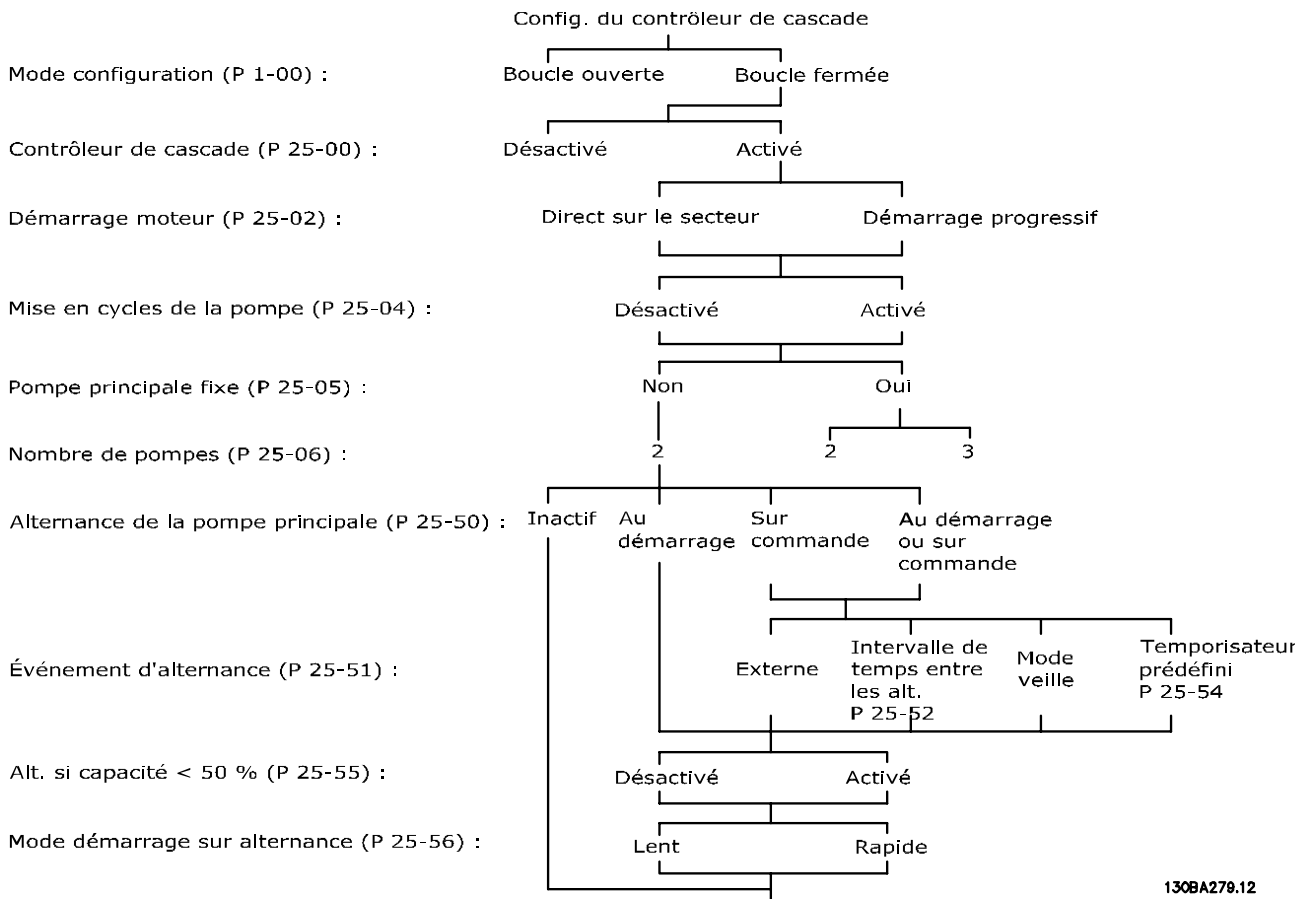 Config. du contrôleur de cascade
Mode configuration (P 1-00) : Boucle ouverte Boucle fermée
Contrôleur de cascade (P 25-00) : Désactivé Activé
Démarrage moteur (P 25-02) : Direct sur le secteur Démarrage progressif
Mise en cycles de la pompe (P 25-04) : Désactivé Activé
Pompe principale fixe (P 25-05) : Non Oui
Nombre de pompes (P 25-06) : 2 2 3
Alternance de la pompe principale (P 25-50) : Inactif
Au
démarrage
Sur
commande
Au démarrage
ou sur
commande
Événement d'alternance (P 25-51) : Externe
Intervalle de
temps entre
les alt.
P 25-52
Mode
veille
Temporisateur
prédéfini
P 25-54
Alt. si capacité < 50 % (P 25-55) : Désactivé Activé
Mode démarrage sur alternance (P 25-56) : Lent Rapide
130BA279.12